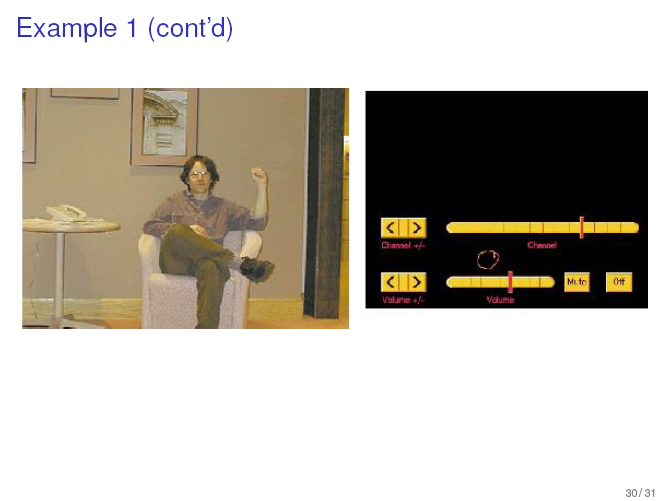 Example 1 (cont’d)
Channel +/-
Channel
Volume +/-
Volume
Mute
Off
30 / 31